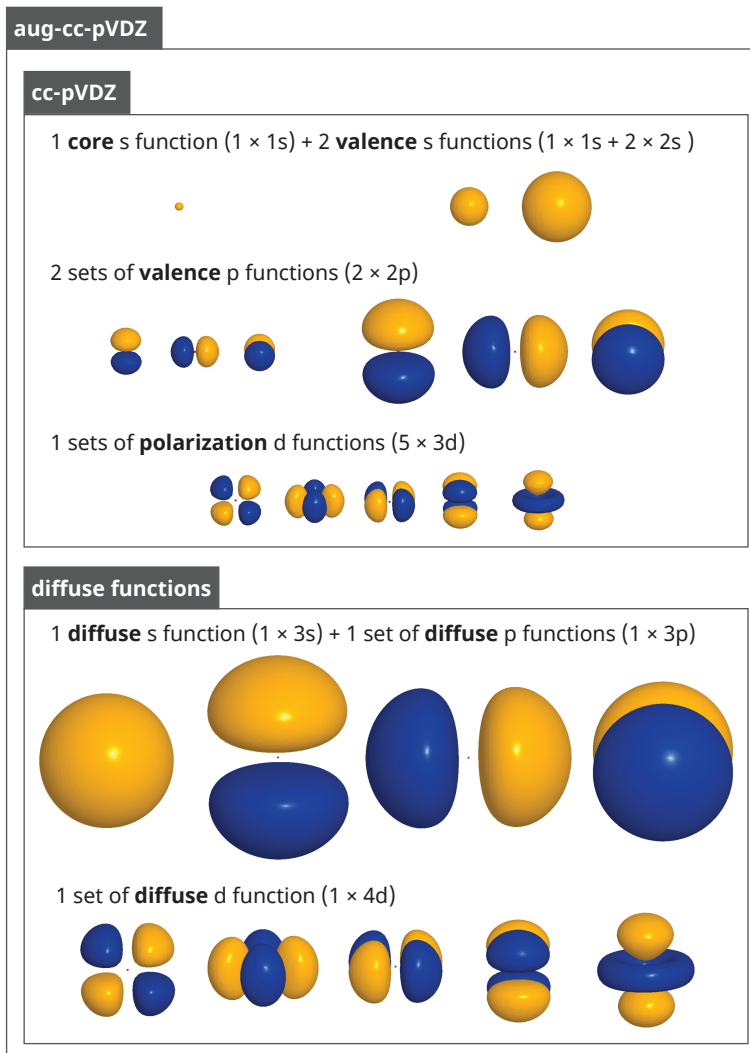 aug-cc-pVDZ
cc-pVDZ
1 core s function (1 × 1s) + 2 valence s functions (1 × 1s + 2 × 2s )
2 sets of valence p functions (2 × 2p)
1 sets of polarization d functions (5 × 3d)
diffuse functions
1 diffuse s function (1 × 3s) + 1 set of diffuse p functions (1 × 3p)
1 set of diffuse d function (1 × 4d)